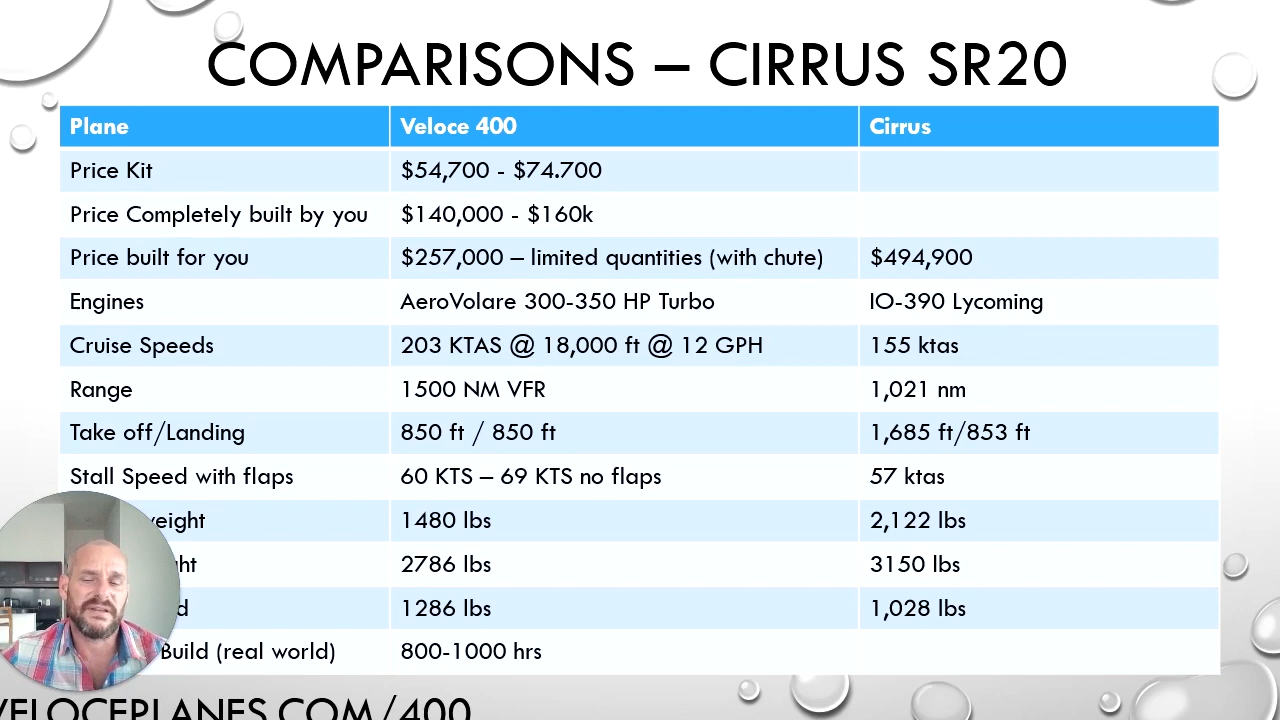 COMPARISONS – CIRRUS SR20
Plane Veloce 400 Cirrus
Price Kit $54,700 - $74.700
Price Completely built by you $140,000 - $160k
Price built for you $257,000 – limited quantities (with chute) $494,900
Engines AeroVolare 300-350 HP Turbo IO-390 Lycoming
Cruise Speeds 203 KTAS @ 18,000 ft @ 12 GPH 155 ktas
Range 1500 NM VFR 1,021 nm
Take off/Landing 850 ft / 850 ft 1,685 ft/853 ft
Stall Speed with flaps 60 KTS – 69 KTS no flaps 57 ktas
1480 lbs 2,122 lbs
2786 lbs 3150 lbs
1286 lbs 1,028 lbs
Build (real world) 800-1000 hrs
VELOCEPLANES.COM/400